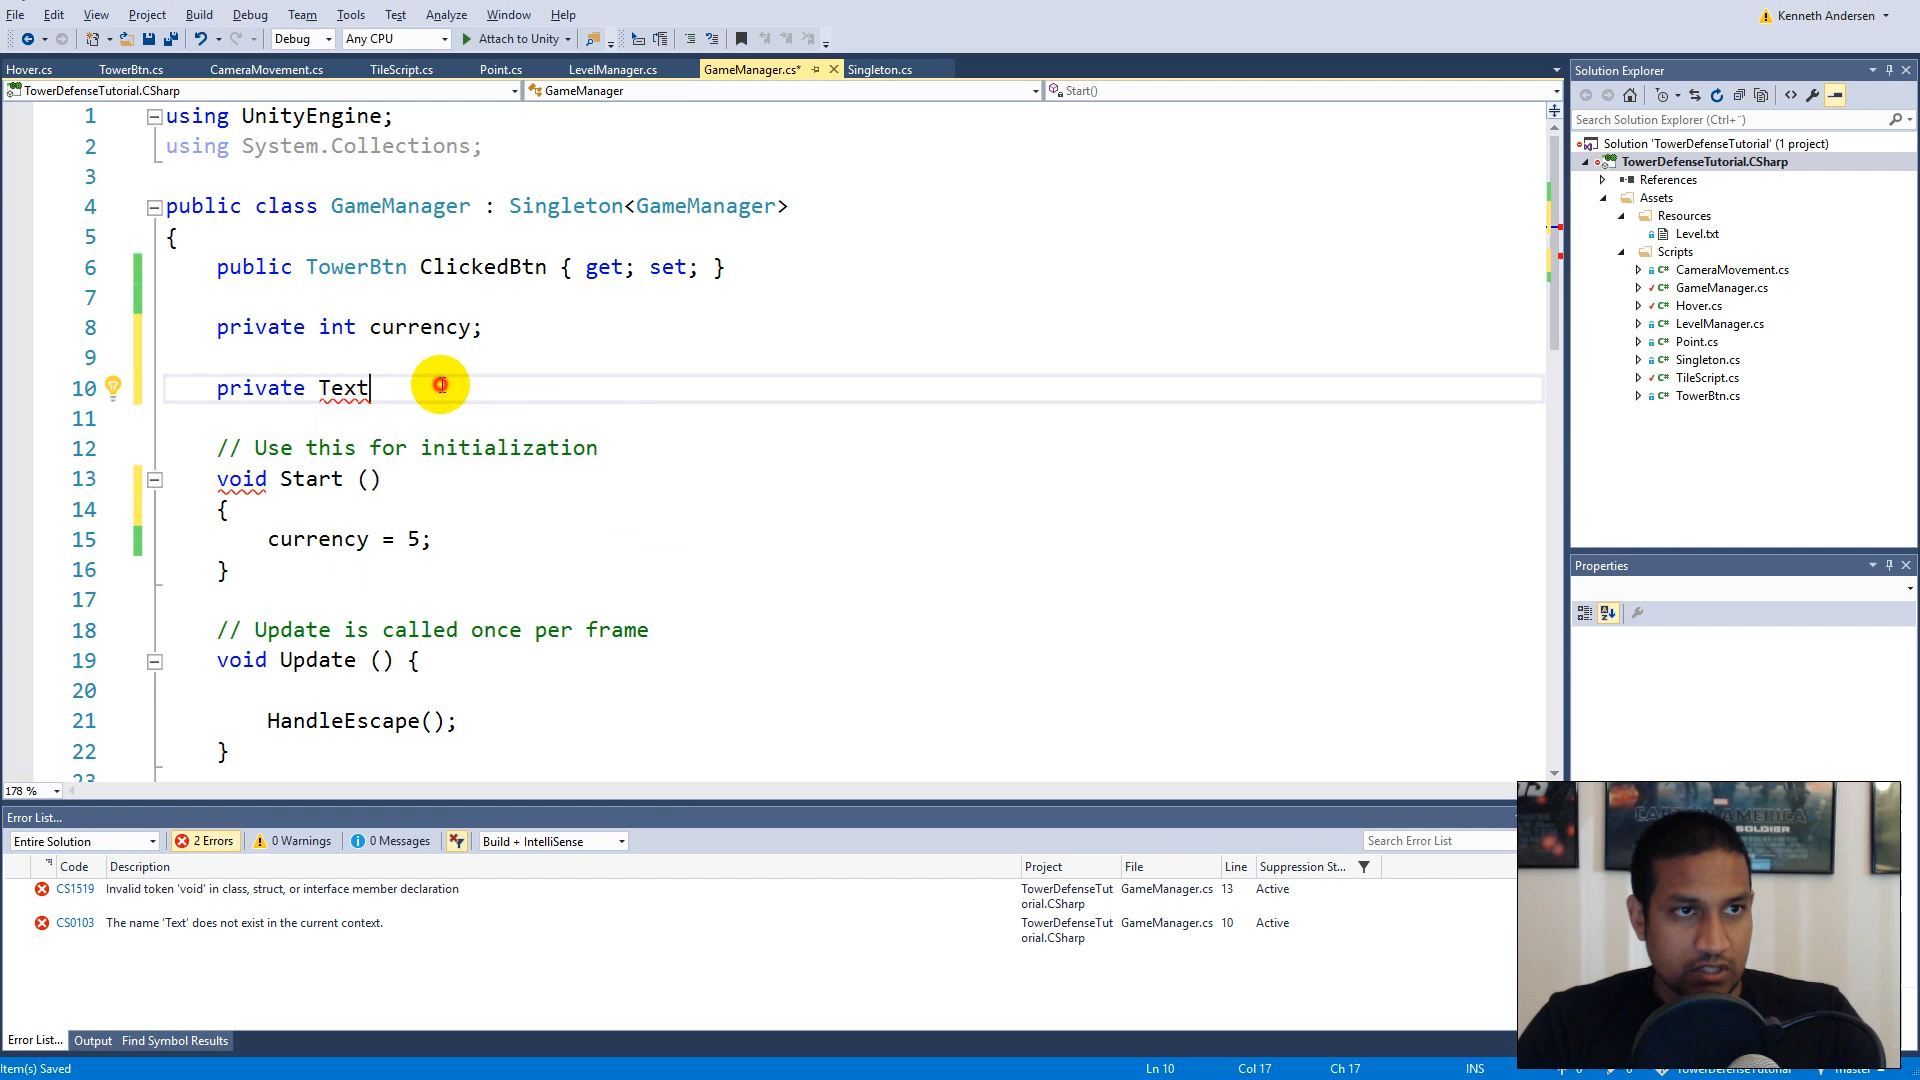 File Edit View Project Build Debug Team Tools Test Analyze Window Help
Kenneth Andersen
Debug Any CPU Attach to Unity
Hover.cs TowerBtn.cs CameraMovement.cs TileScript.cs Point.cs LevelManager.cs GameManager.cs* Singleton.cs
TowerDefenseTutorial.CSharp GameManager Start()
1 using UnityEngine;
2 using System.Collections;
3
4 public class GameManager : Singleton<GameManager>
5 {
6 public TowerBtn ClickedBtn { get; set; }
7
8 private int currency;
9
10 private Text
11
12 // Use this for initialization
13 void Start ()
14 {
15 currency = 5;
16 }
17
18 // Update is called once per frame
19 void Update () {
20
21 HandleEscape();
22 }
23
178 %
Solution Explorer
Search Solution Explorer (Ctrl+¨)
Solution 'TowerDefenseTutorial' (1 project)
TowerDefenseTutorial.CSharp
References
Assets
Resources
Level.txt
Scripts
C# CameraMovement.cs
C# GameManager.cs
C# Hover.cs
C# LevelManager.cs
C# Point.cs
C# Singleton.cs
C# TileScript.cs
C# TowerBtn.cs
Properties
Error List...
Entire Solution 2 Errors 0 Warnings 0 Messages Build + IntelliSense Search Error List
Code Description Project File Line Suppression St...
CS1519 Invalid token 'void' in class, struct, or interface member declaration TowerDefenseTut GameManager.cs 13 Active
orial.CSharp
CS0103 The name 'Text' does not exist in the current context. TowerDefenseTut GameManager.cs 10 Active
orial.CSharp
Error List... Output Find Symbol Results
CAPTAIN AMERICA
SOLDIER
Item(s) Saved Ln 10 Col 17 Ch 17 INS TowerDefenseTutorial master